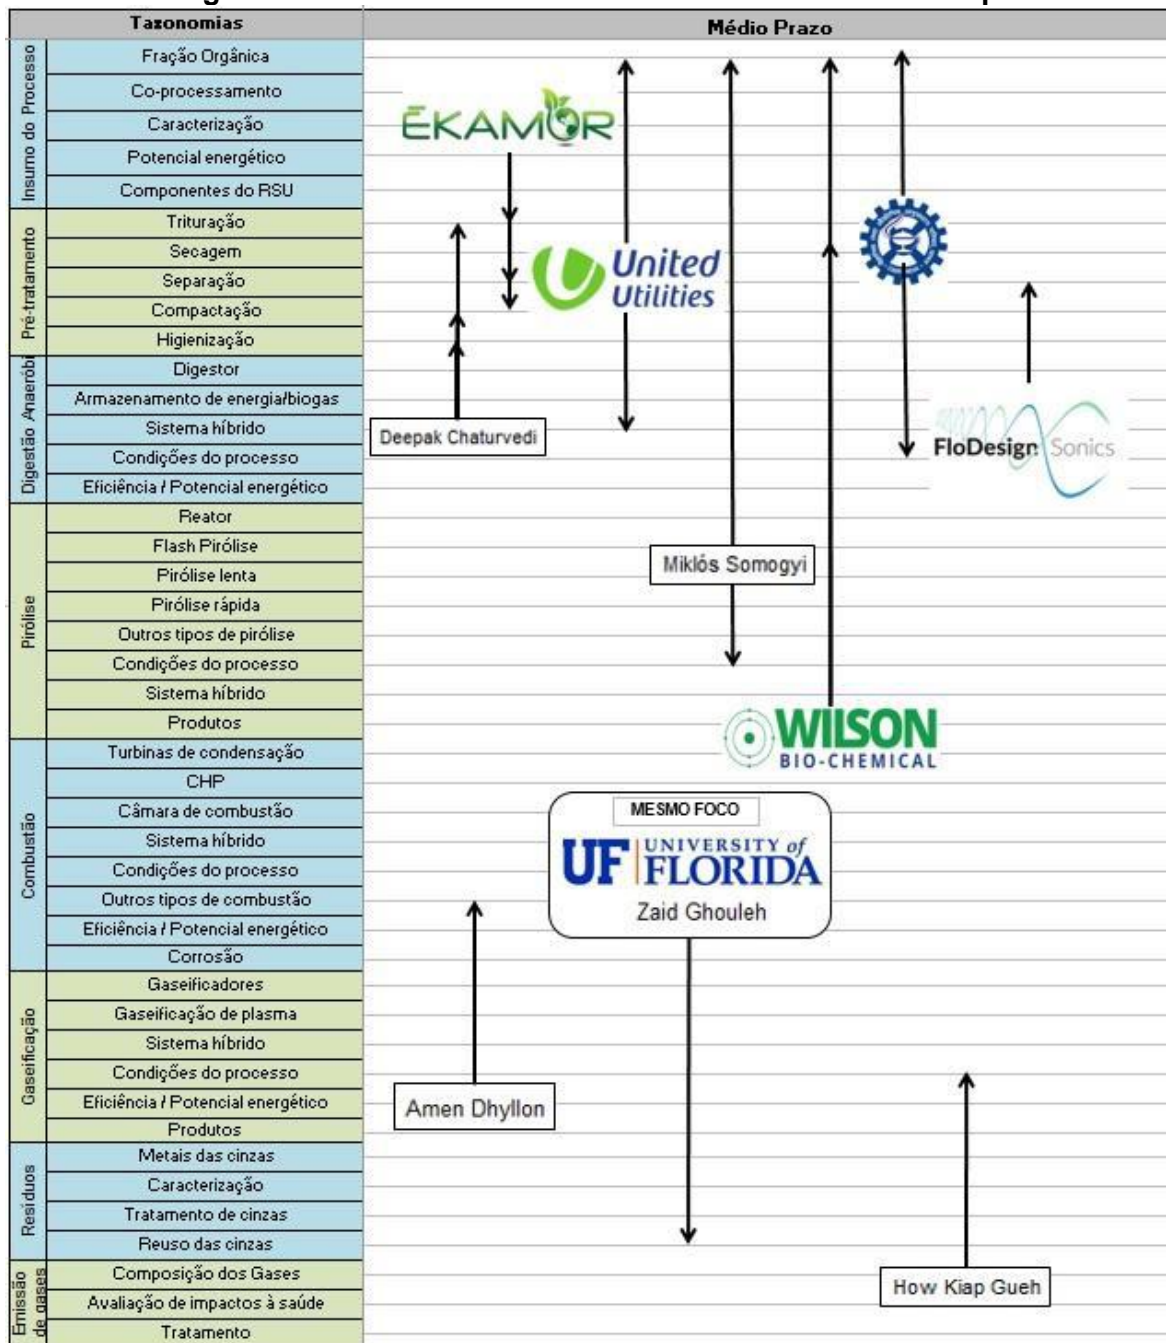 Taxonomias
Médio Prazo
Insumo do Processo
Fração Orgânica
Co-processamento
Caracterização
Potencial energético
Componentes do RSU
Pré-tratamento
Trituração
Secagem
Separação
Compactação
Higienização
Digestão Anaeróbi
Digestor
Armazenamento de energia/biogas
Sistema híbrido
Condições do processo
Eficiência / Potencial energético
Pirólise
Reator
Flash Pirólise
Pirólise lenta
Pirólise rápida
Outros tipos de pirólise
Condições do processo
Sistema híbrido
Produtos
Combustão
Turbinas de condensação
CHP
Câmara de combustão
Sistema híbrido
Condições do processo
Outros tipos de combustão
Eficiência / Potencial energético
Corrosão
Gaseificação
Gaseificadores
Gaseificação de plasma
Sistema híbrido
Condições do processo
Eficiência / Potencial energético
Produtos
Resíduos
Metais das cinzas
Caracterização
Tratamento de cinzas
Reuso das cinzas
Emissão
de gases
Composição dos Gases
Avaliação de impactos à saúde
Tratamento
ĒKAMOR
United
Utilities
Deepak Chaturvedi
FloDesign Sonics
Miklós Somogyi
WILSON
BIO-CHEMICAL
MESMO FOCO
UF UNIVERSITY of
FLORIDA
Zaid Ghouleh
Amen Dhyllon
How Kiap Gueh